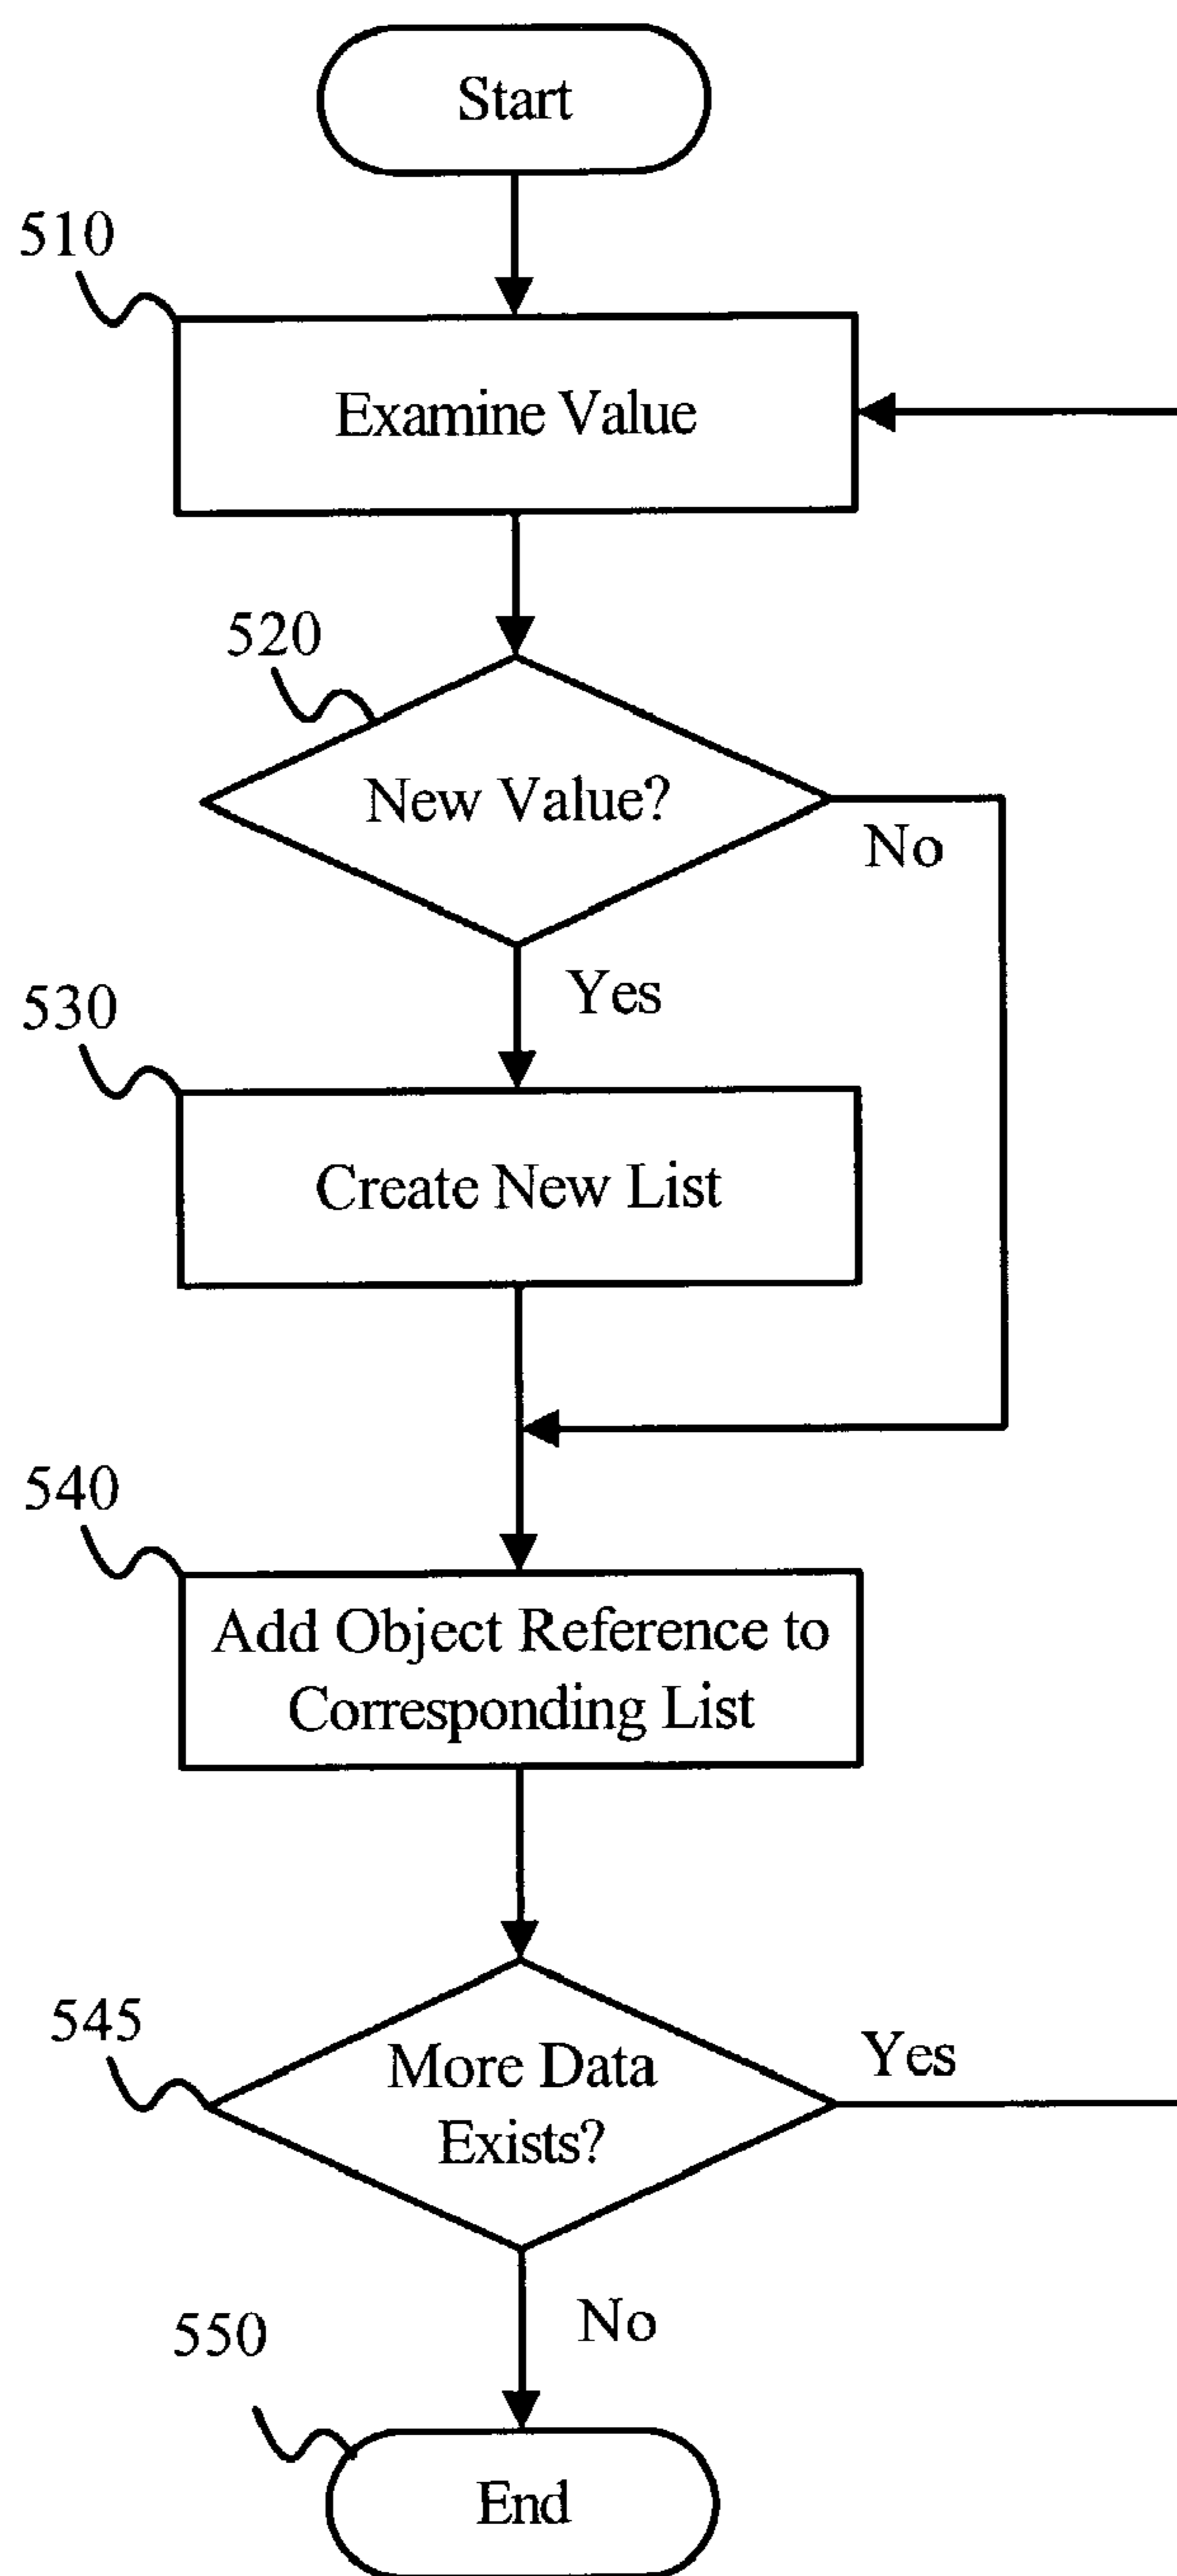 Start
510
Examine Value
520
New Value?
No
Yes
530
Create New List
540
Add Object Reference to
Corresponding List
545
More Data
Exists?
Yes
No
550
End